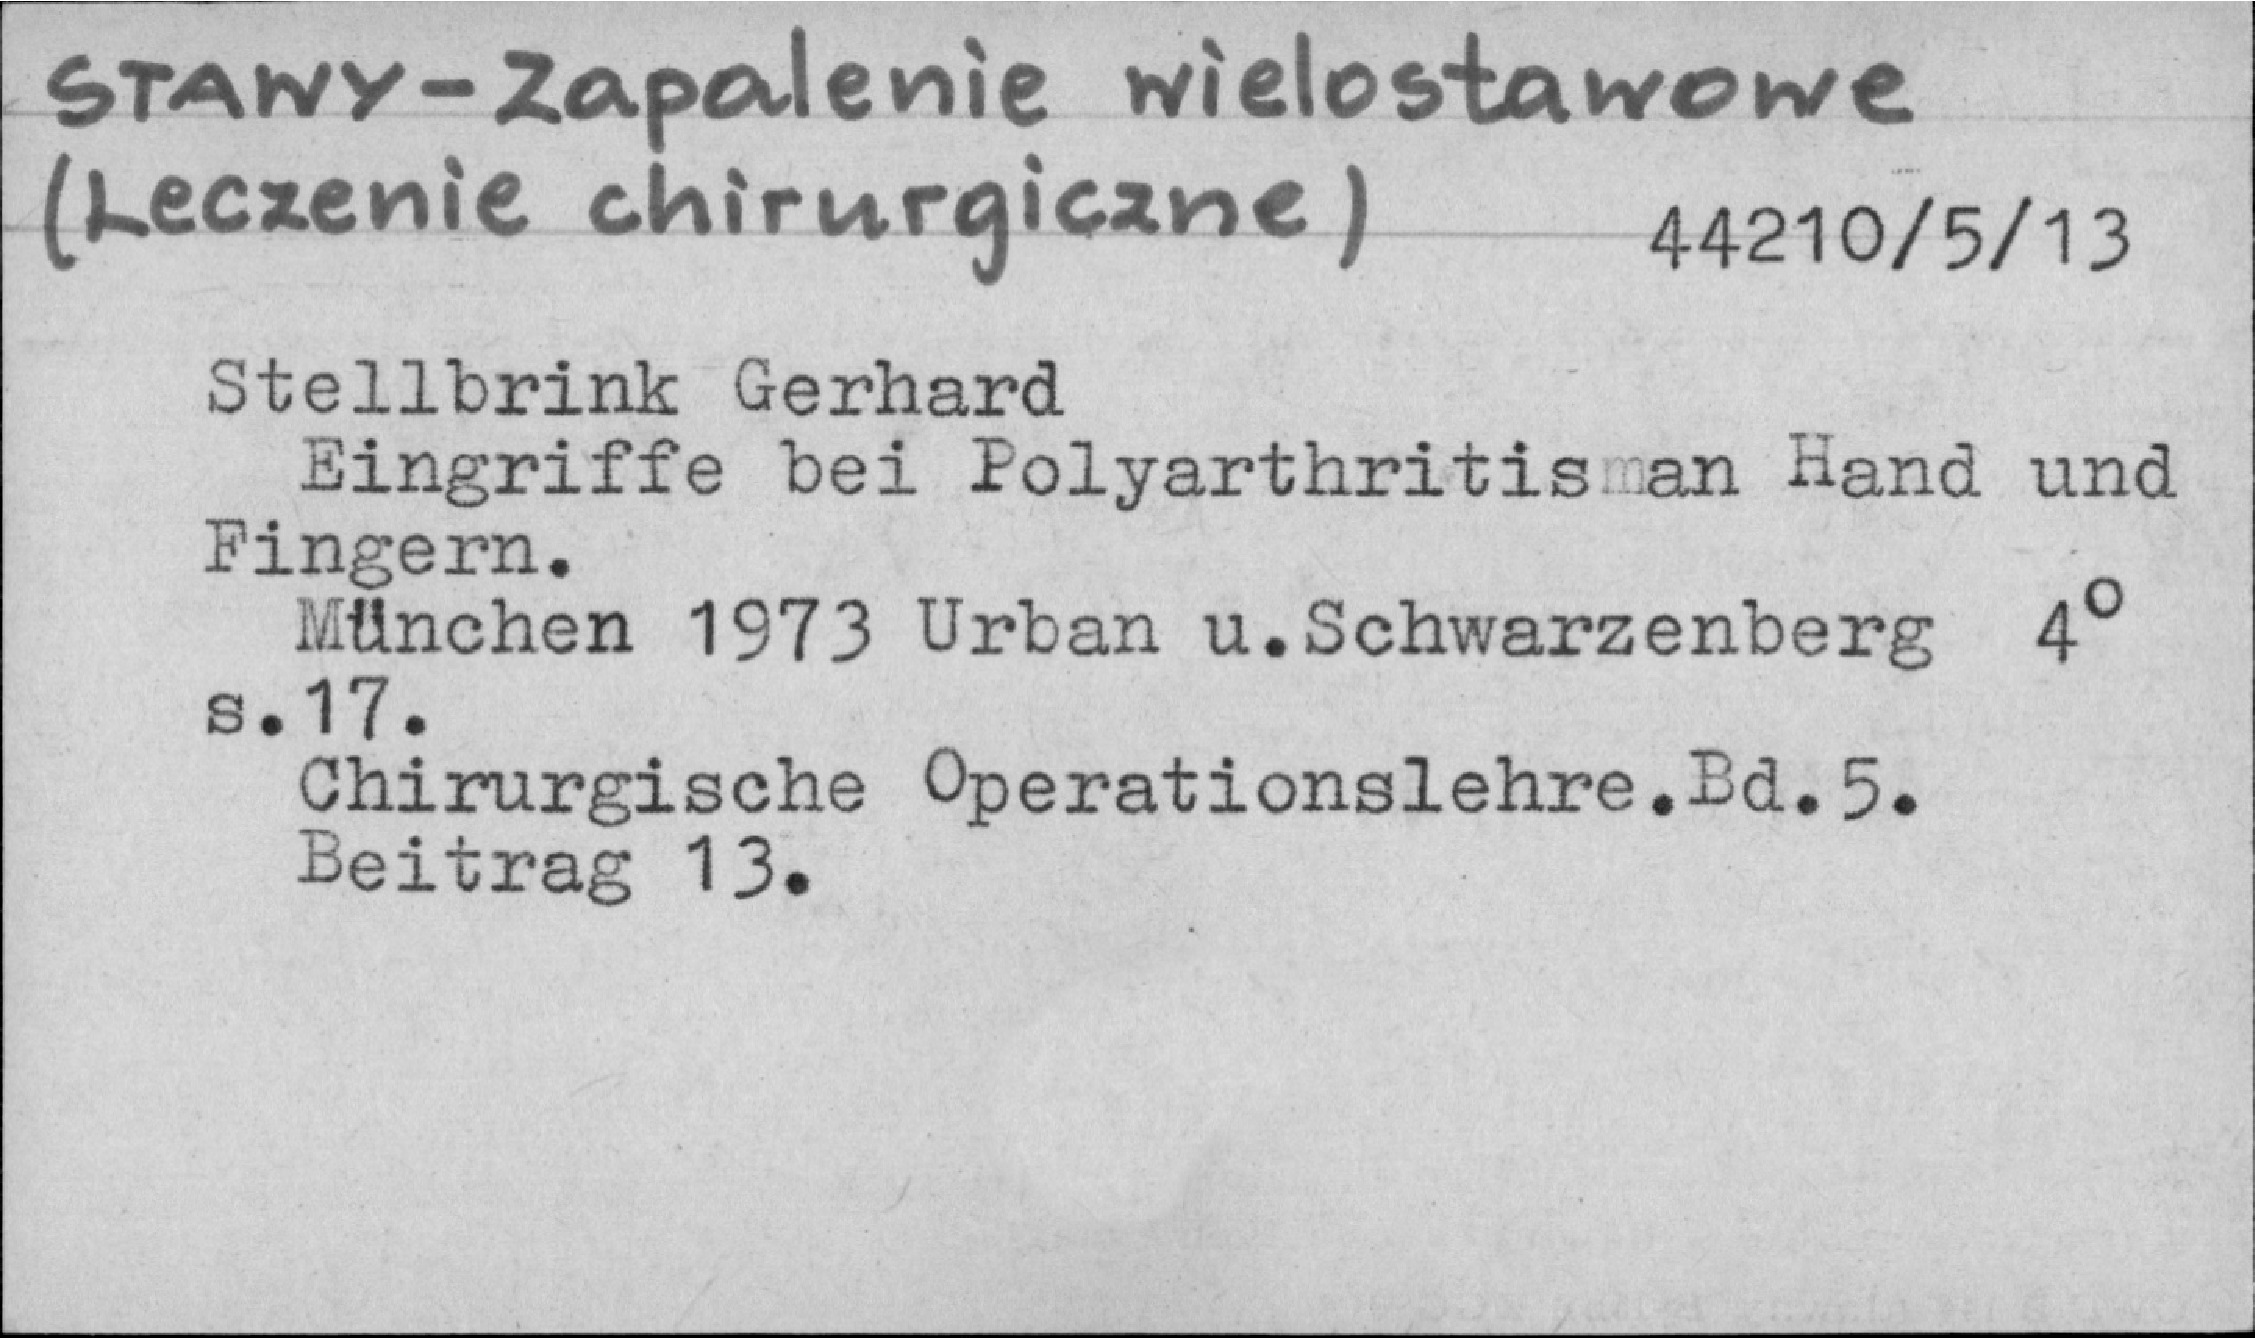 STAWY - Zapalenie wielostawowe
(Leczenie chirurgiczne)
44210/5/13
Stellbrink Gerhard
Eingriffe bei Polyarthritis an Hand und
Fingern.
München 1973 Urban u.Schwarzenberg 4°
s.17.
Chirurgische Operationslehre.Bd.5.
Beitrag 13.